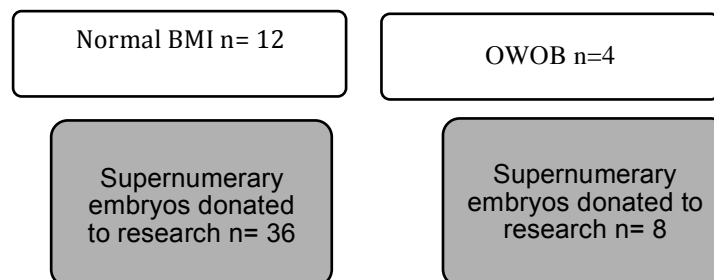 Normal BMI n= 12
OWOB n=4
Supernumerary
embryos donated
to research n= 36
Supernumerary
embryos donated to
research n= 8